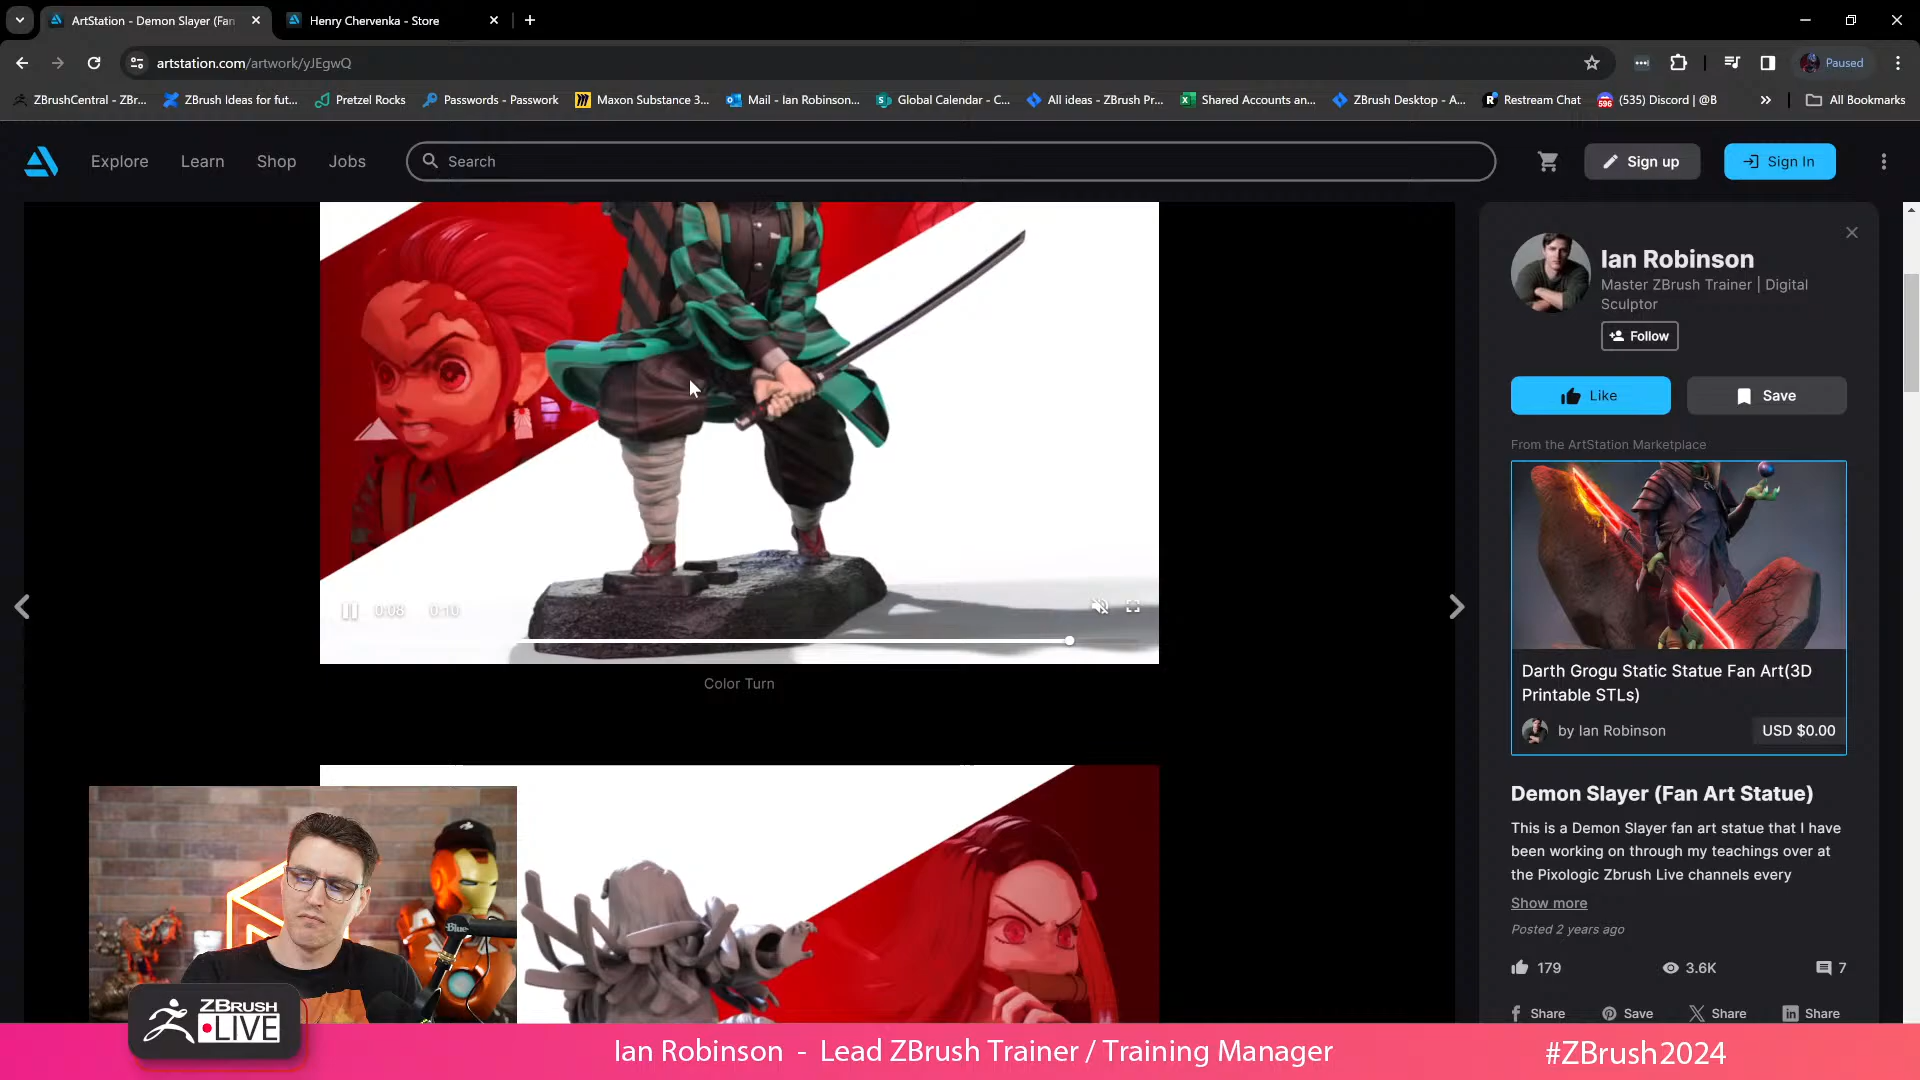 ArtStation - Demon Slayer (Fan
Henry Chervenka - Store
artstation.com/artwork/yJEgwQ
Paused
ZBrushCentral - ZBr...
ZBrush Ideas for fut...
Pretzel Rocks
Passwords - Passwork
Maxon Substance 3...
Mail - Ian Robinson...
Global Calendar - C...
All ideas - ZBrush Pr...
Shared Accounts an...
ZBrush Desktop - A...
Restream Chat
596
(535) Discord | @B
All Bookmarks
Explore
Learn
Shop
Jobs
Search
Sign up
Sign In
Ian Robinson
Master ZBrush Trainer | Digital
Sculptor
Follow
Like
Save
From the ArtStation Marketplace
Darth Grogu Static Statue Fan Art(3D
Printable STLs)
by Ian Robinson
USD $0.00
0:08
0:10
Color Turn
Demon Slayer (Fan Art Statue)
This is a Demon Slayer fan art statue that I have
been working on through my teachings over at
the Pixologic Zbrush Live channels every
Show more
Posted 2 years ago
179
3.6K
7
Share
Save
Share
Share
Blue
ZBRUSH
LIVE
Ian Robinson - Lead ZBrush Trainer / Training Manager
#ZBrush2024